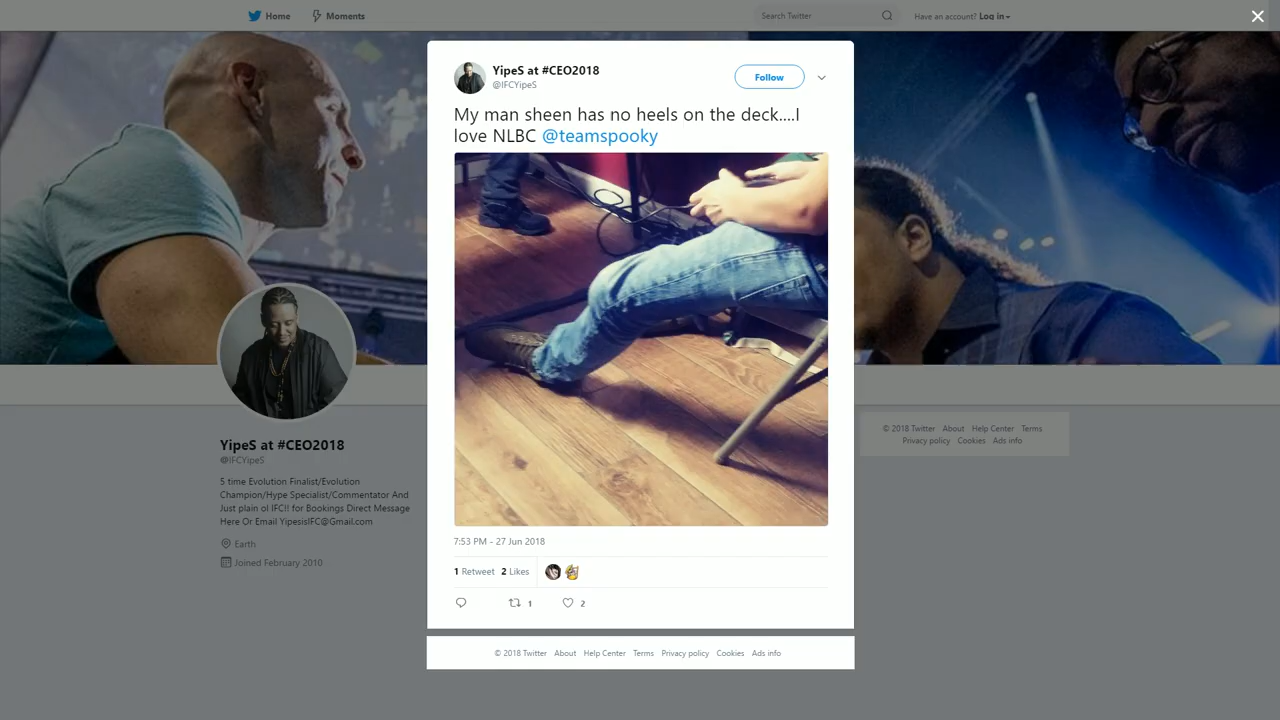 Home
Moments
Search Twitter
Have an account? Log in
YipeS at #CEO2018
@IFCYipeS
Follow
My man sheen has no heels on the deck....I
love NLBC @teamspooky
7:53 PM - 27 Jun 2018
1 Retweet 2 Likes
1
2
© 2018 Twitter About Help Center Terms Privacy policy Cookies Ads info
YipeS at #CEO2018
@IFCYipeS
5 time Evolution Finalist/Evolution
Champion/Hype Specialist/Commentator And
Just plain ol IFC!! for Bookings Direct Message
Here Or Email YipesisIFC@Gmail.com
Earth
Joined February 2010
© 2018 Twitter About Help Center Terms
Privacy policy Cookies Ads info